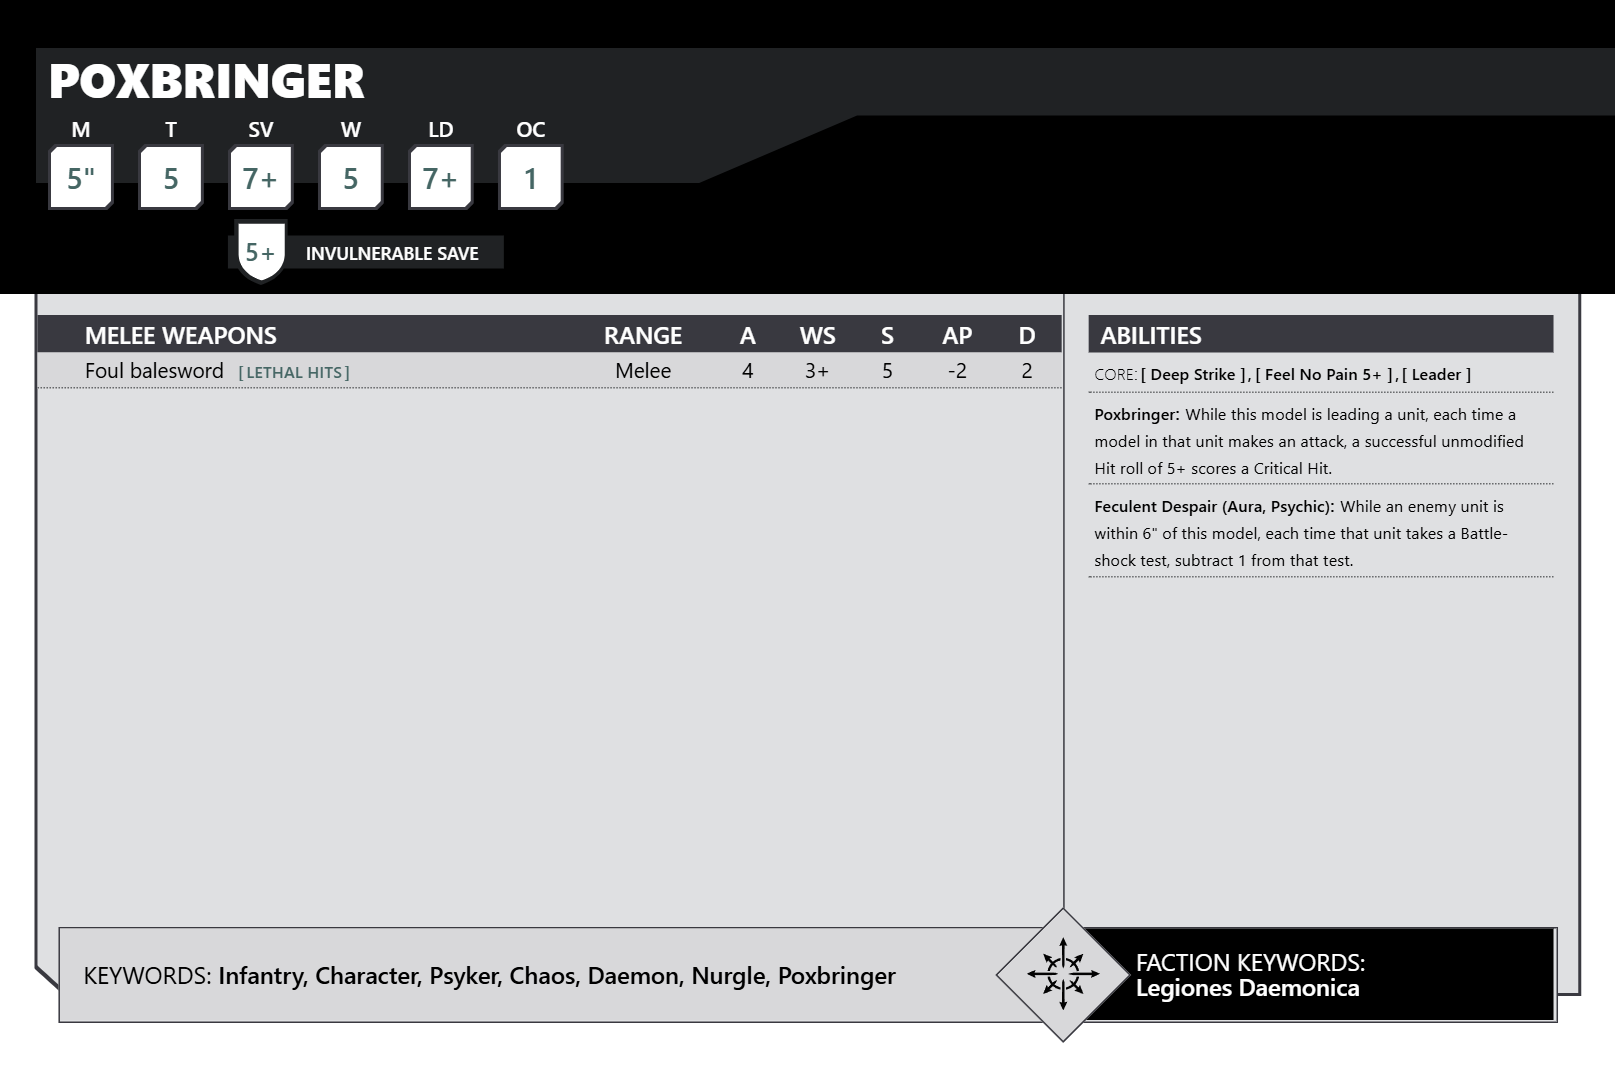 POXBRINGER
M T SV W LD OC
5" 5 7+ 5 7+ 1
5+ INVULNERABLE SAVE
MELEE WEAPONS RANGE A WS S AP D
Foul balesword [LETHAL HITS] Melee 4 3+ 5 -2 2
ABILITIES
CORE: [ Deep Strike ], [ Feel No Pain 5+ ], [ Leader ]
Poxbringer: While this model is leading a unit, each time a
model in that unit makes an attack, a successful unmodified
Hit roll of 5+ scores a Critical Hit.
Feculent Despair (Aura, Psychic): While an enemy unit is
within 6" of this model, each time that unit takes a Battle-
shock test, subtract 1 from that test.
KEYWORDS: Infantry, Character, Psyker, Chaos, Daemon, Nurgle, Poxbringer
FACTION KEYWORDS:
Legiones Daemonica